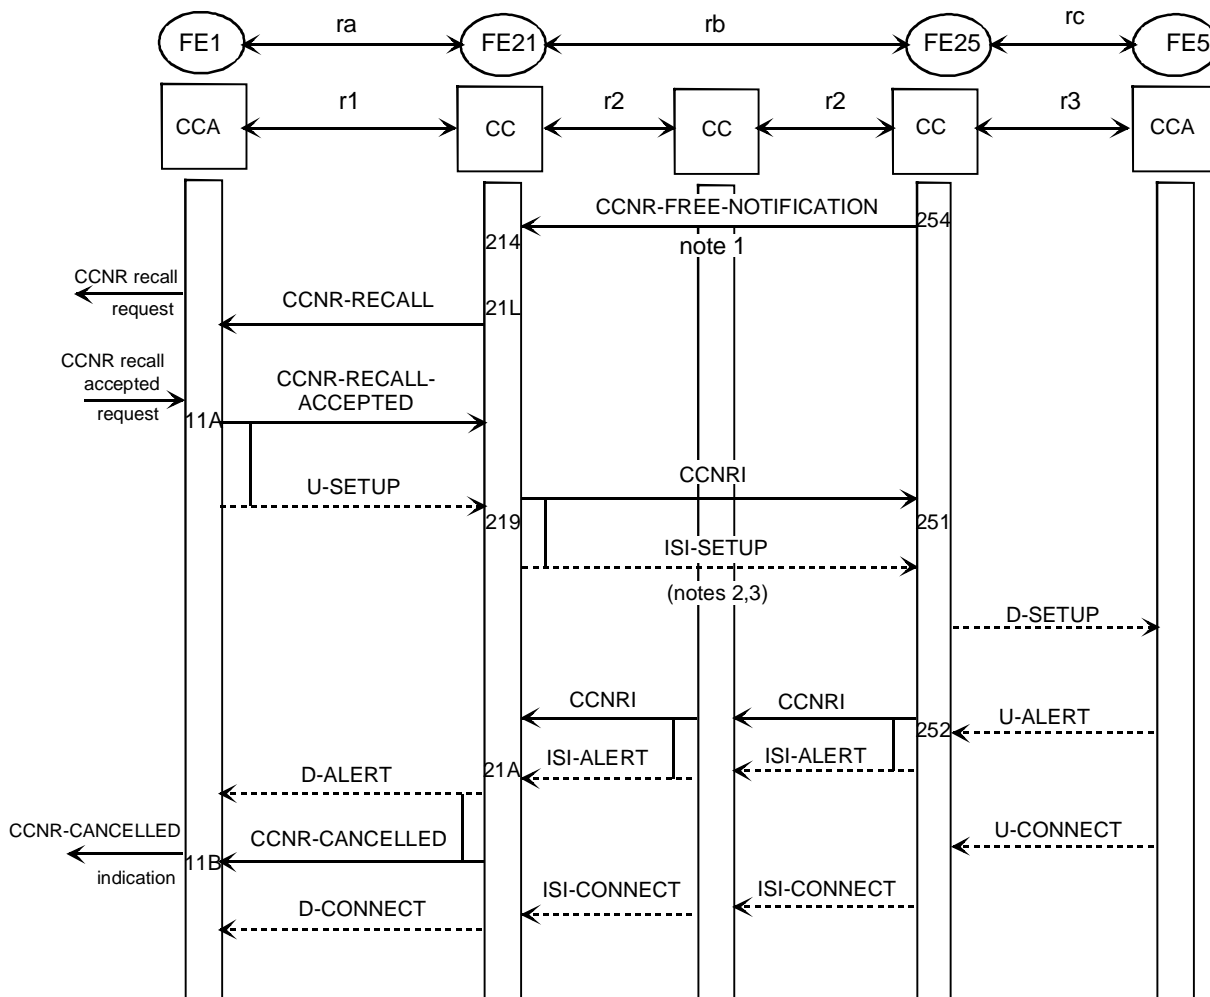 ra
rb
rc
FE1
FE21
FE25
FE5
r1
r2
r2
r3
CCA
CC
CC
CC
CCA
CCNR-FREE-NOTIFICATION
254
214
note 1
CCNR recall
request
CCNR-RECALL
21L
CCNR recall
accepted
request
CCNR-RECALL-
ACCEPTED
11A
U-SETUP
CCNRI
219
251
ISI-SETUP
(notes 2,3)
D-SETUP
CCNRI
CCNRI
U-ALERT
252
ISI-ALERT
ISI-ALERT
21A
D-ALERT
CCNR-CANCELLED
indication
CCNR-CANCELLED
11B
U-CONNECT
ISI-CONNECT
ISI-CONNECT
D-CONNECT